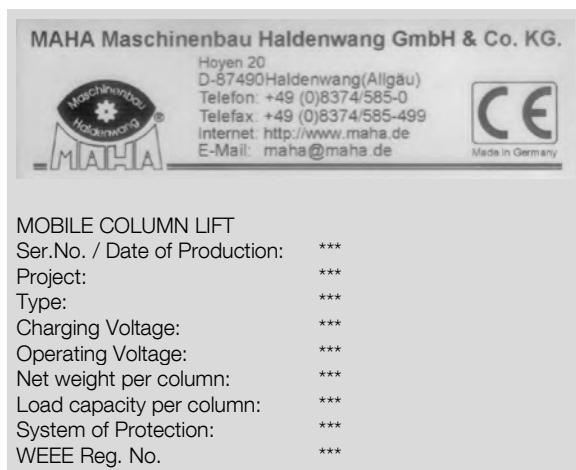 MAHA Maschinenbau Haldenwang GmbH & Co. KG.
Hoyen 20
D-87490Haldenwang(Allgäu)
Telefon: +49 (0)8374/585-0
Telefax: +49 (0)8374/585-499
Internet: http://www.maha.de
E-Mail: maha@maha.de
Maschinenbau
Haldenwang
®
MAHA
CE
Made in Germany
MOBILE COLUMN LIFT
Ser.No. / Date of Production: ***
Project: ***
Type: ***
Charging Voltage: ***
Operating Voltage: ***
Net weight per column: ***
Load capacity per column: ***
System of Protection: ***
WEEE Reg. No. ***